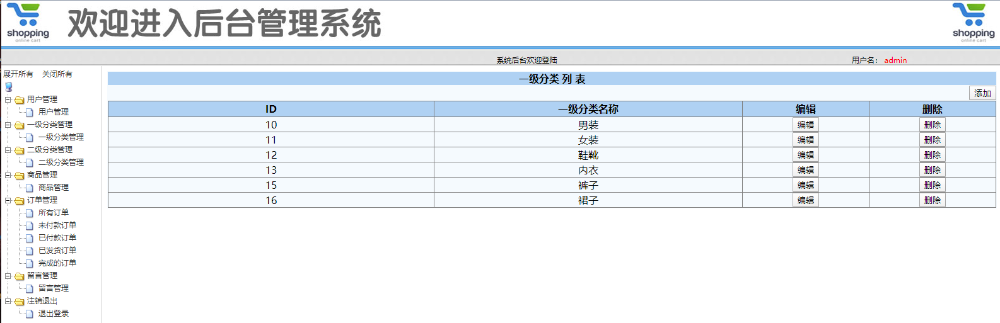 shopping
online cart
欢迎进入后台管理系统
shopping
online cart
系统后台欢迎登陆
用户名: admin
展开所有 关闭所有
用户管理
用户管理
一级分类管理
一级分类管理
二级分类管理
二级分类管理
商品管理
商品管理
订单管理
所有订单
未付款订单
已付款订单
已发货订单
完成的订单
留言管理
留言管理
注销退出
退出登录
一级分类 列 表
添加
ID 一级分类名称 编辑 删除
10 男装 编辑 删除
11 女装 编辑 删除
12 鞋靴 编辑 删除
13 内衣 编辑 删除
15 裤子 编辑 删除
16 裙子 编辑 删除